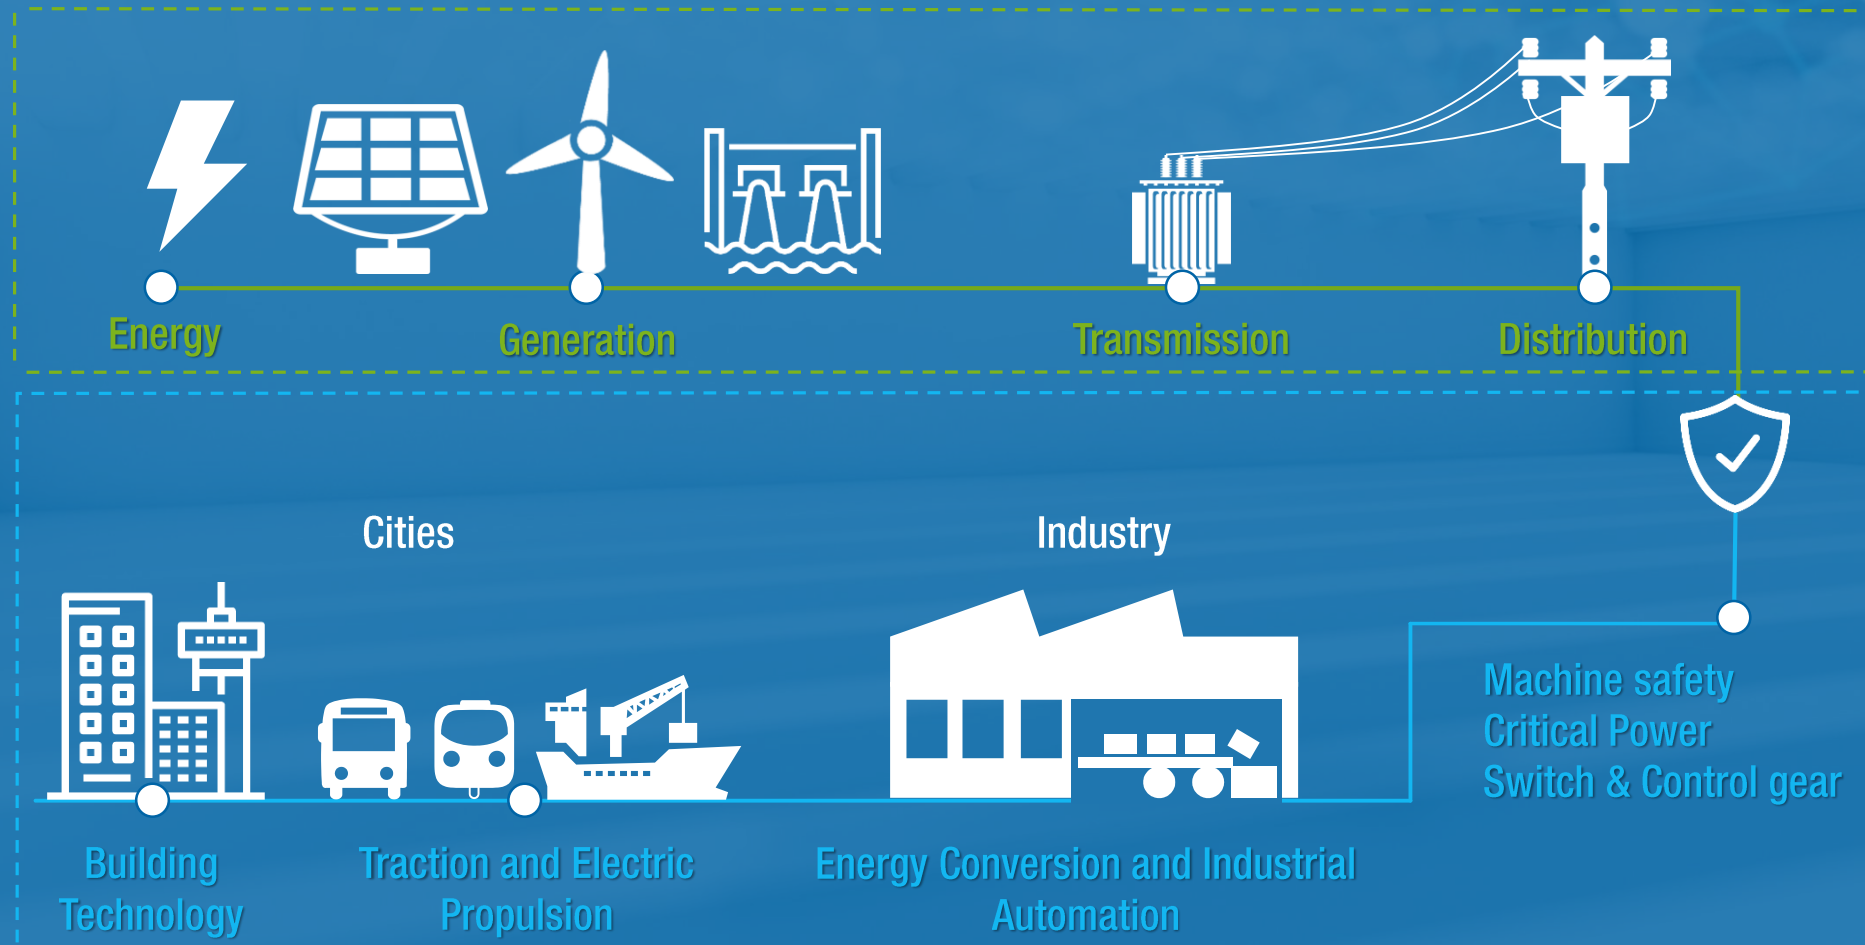 Energy
Generation
Transmission
Distribution
Cities
Industry
Machine safety
Critical Power
Switch & Control gear
Building
Technology
Traction and Electric
Propulsion
Energy Conversion and Industrial
Automation